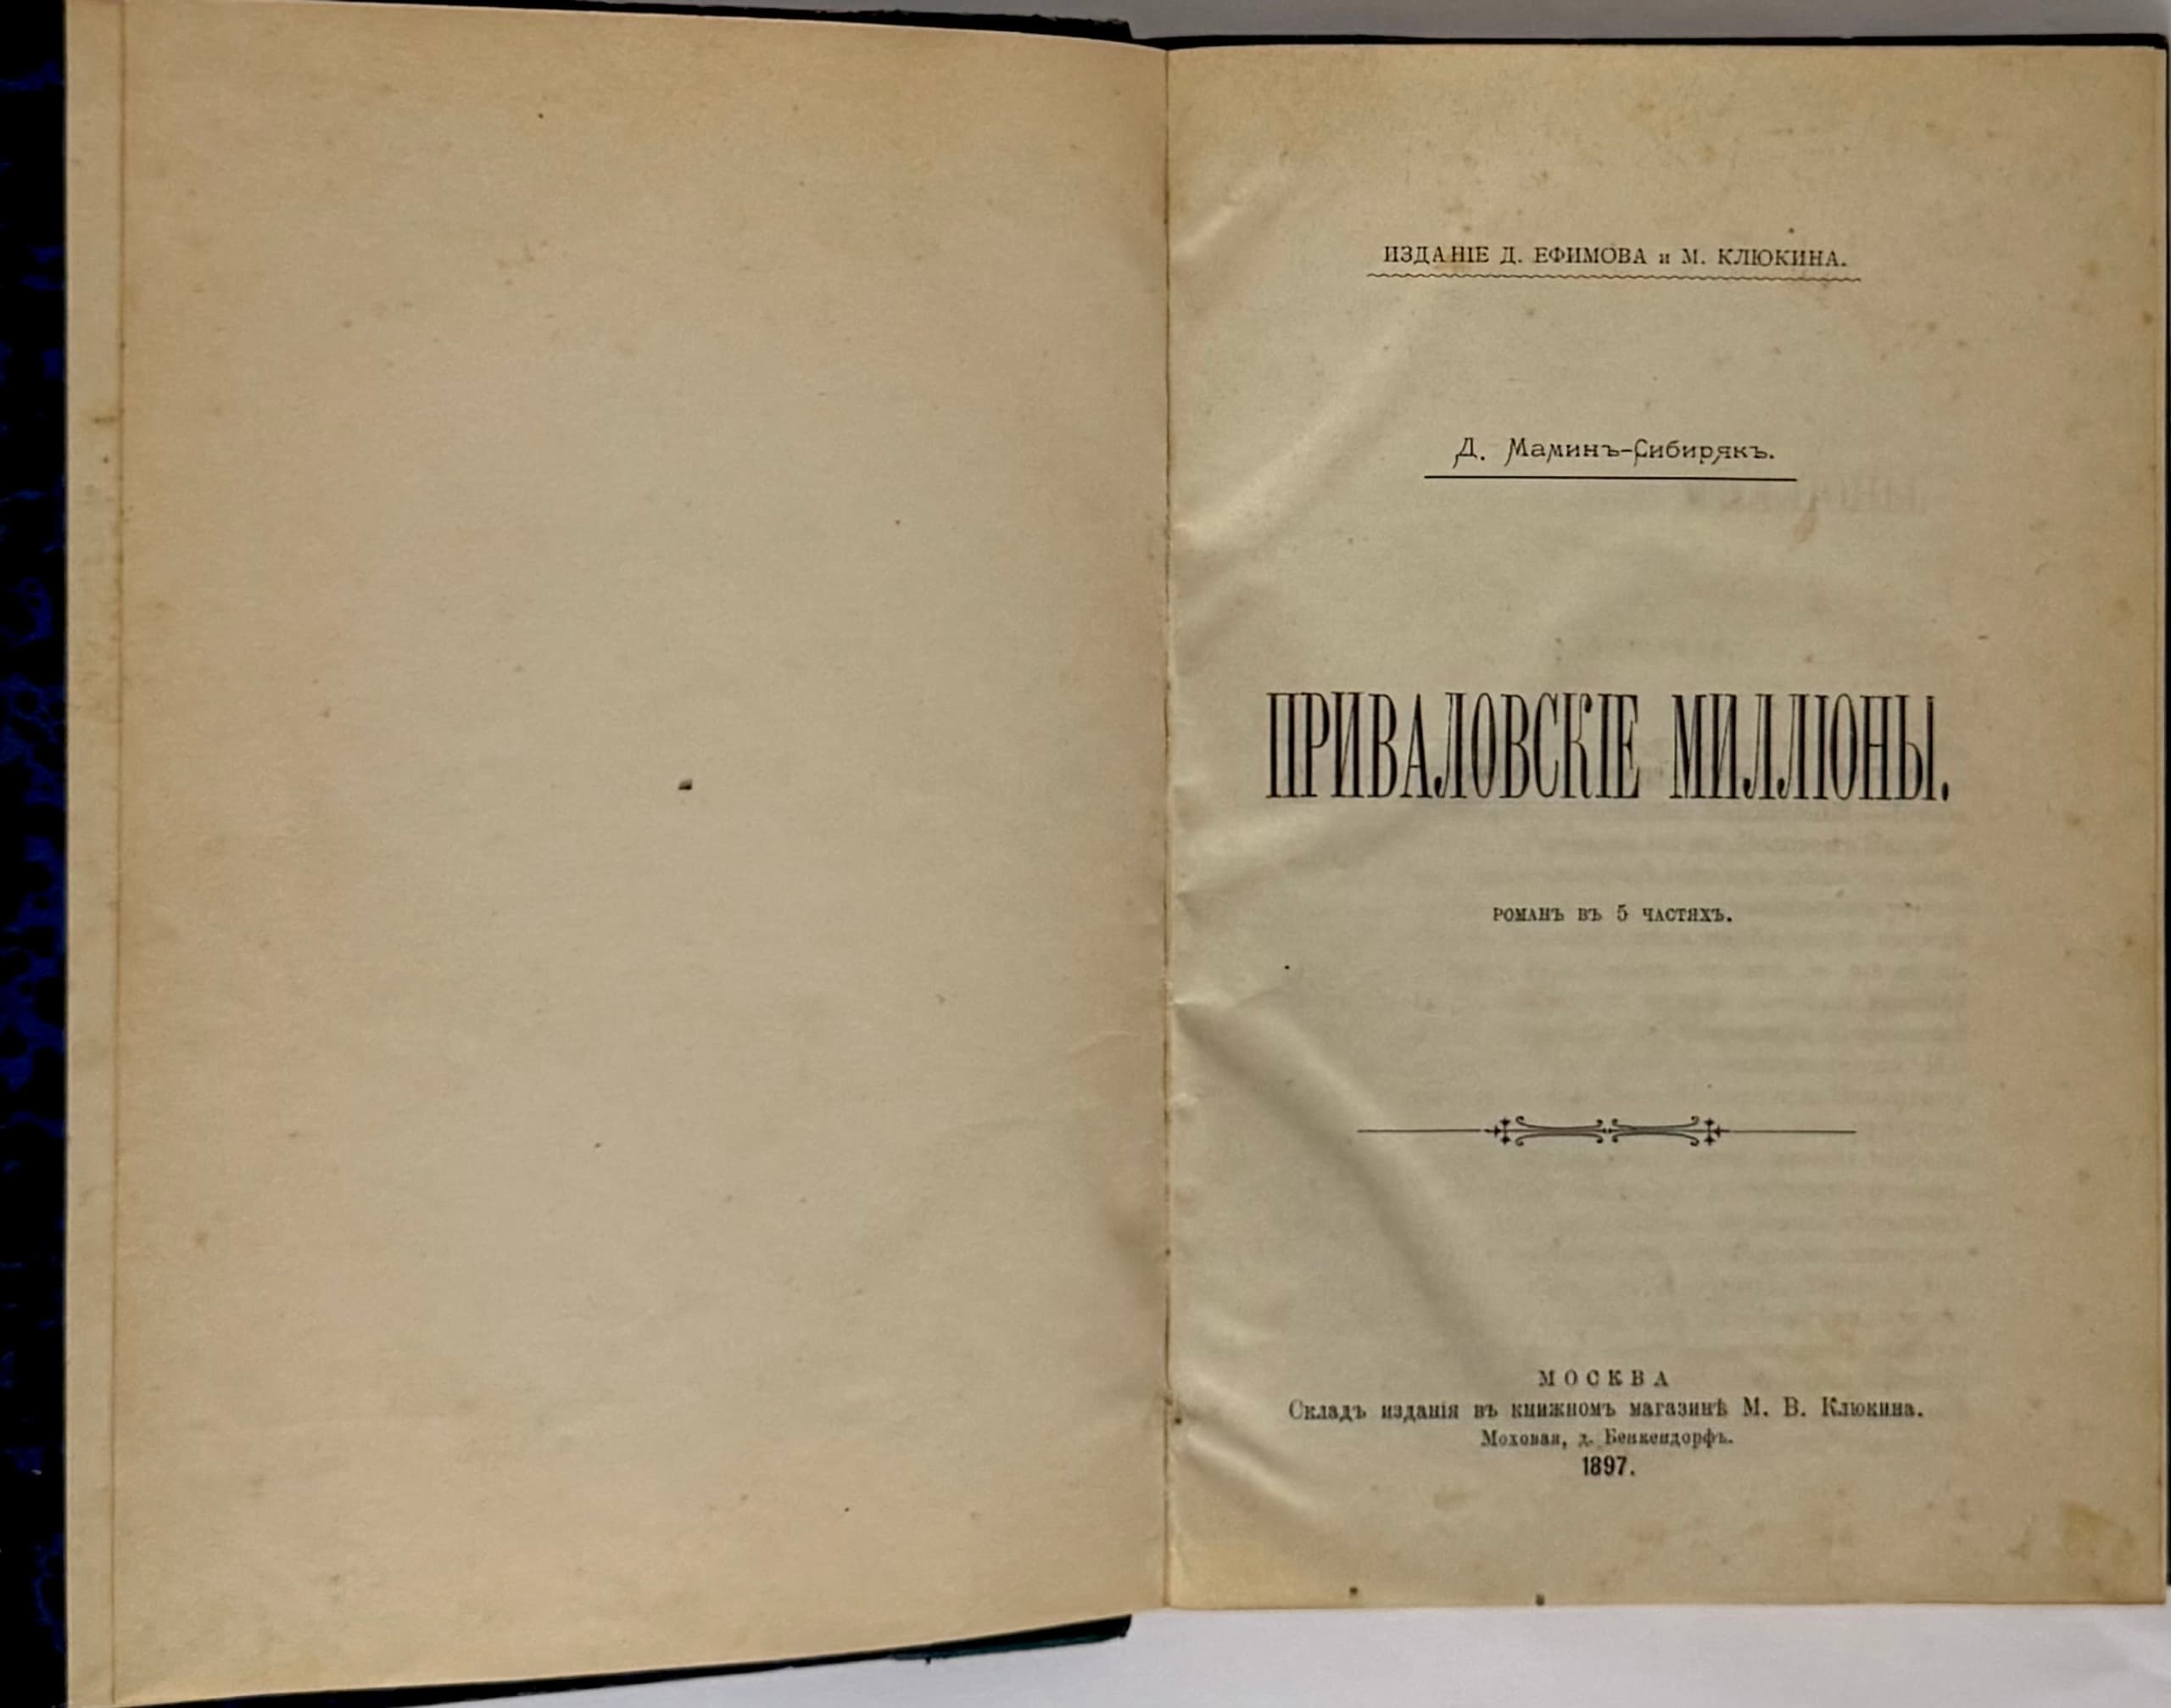 ИЗДАНІЕ Д. ЕФИМОВА и М. КЛЮКИНА.
Д. Маминъ-Сибирякъ.
ПРИВАЛОВСКІЕ МИЛЛІОНЫ.
РОМАНЪ ВЪ 5 ЧАСТЯХЪ.
МОСКВА
Складъ изданія въ книжномъ магазинѣ М. В. Клюкина.
Моховая, д. Бенкендорфъ.
1897.